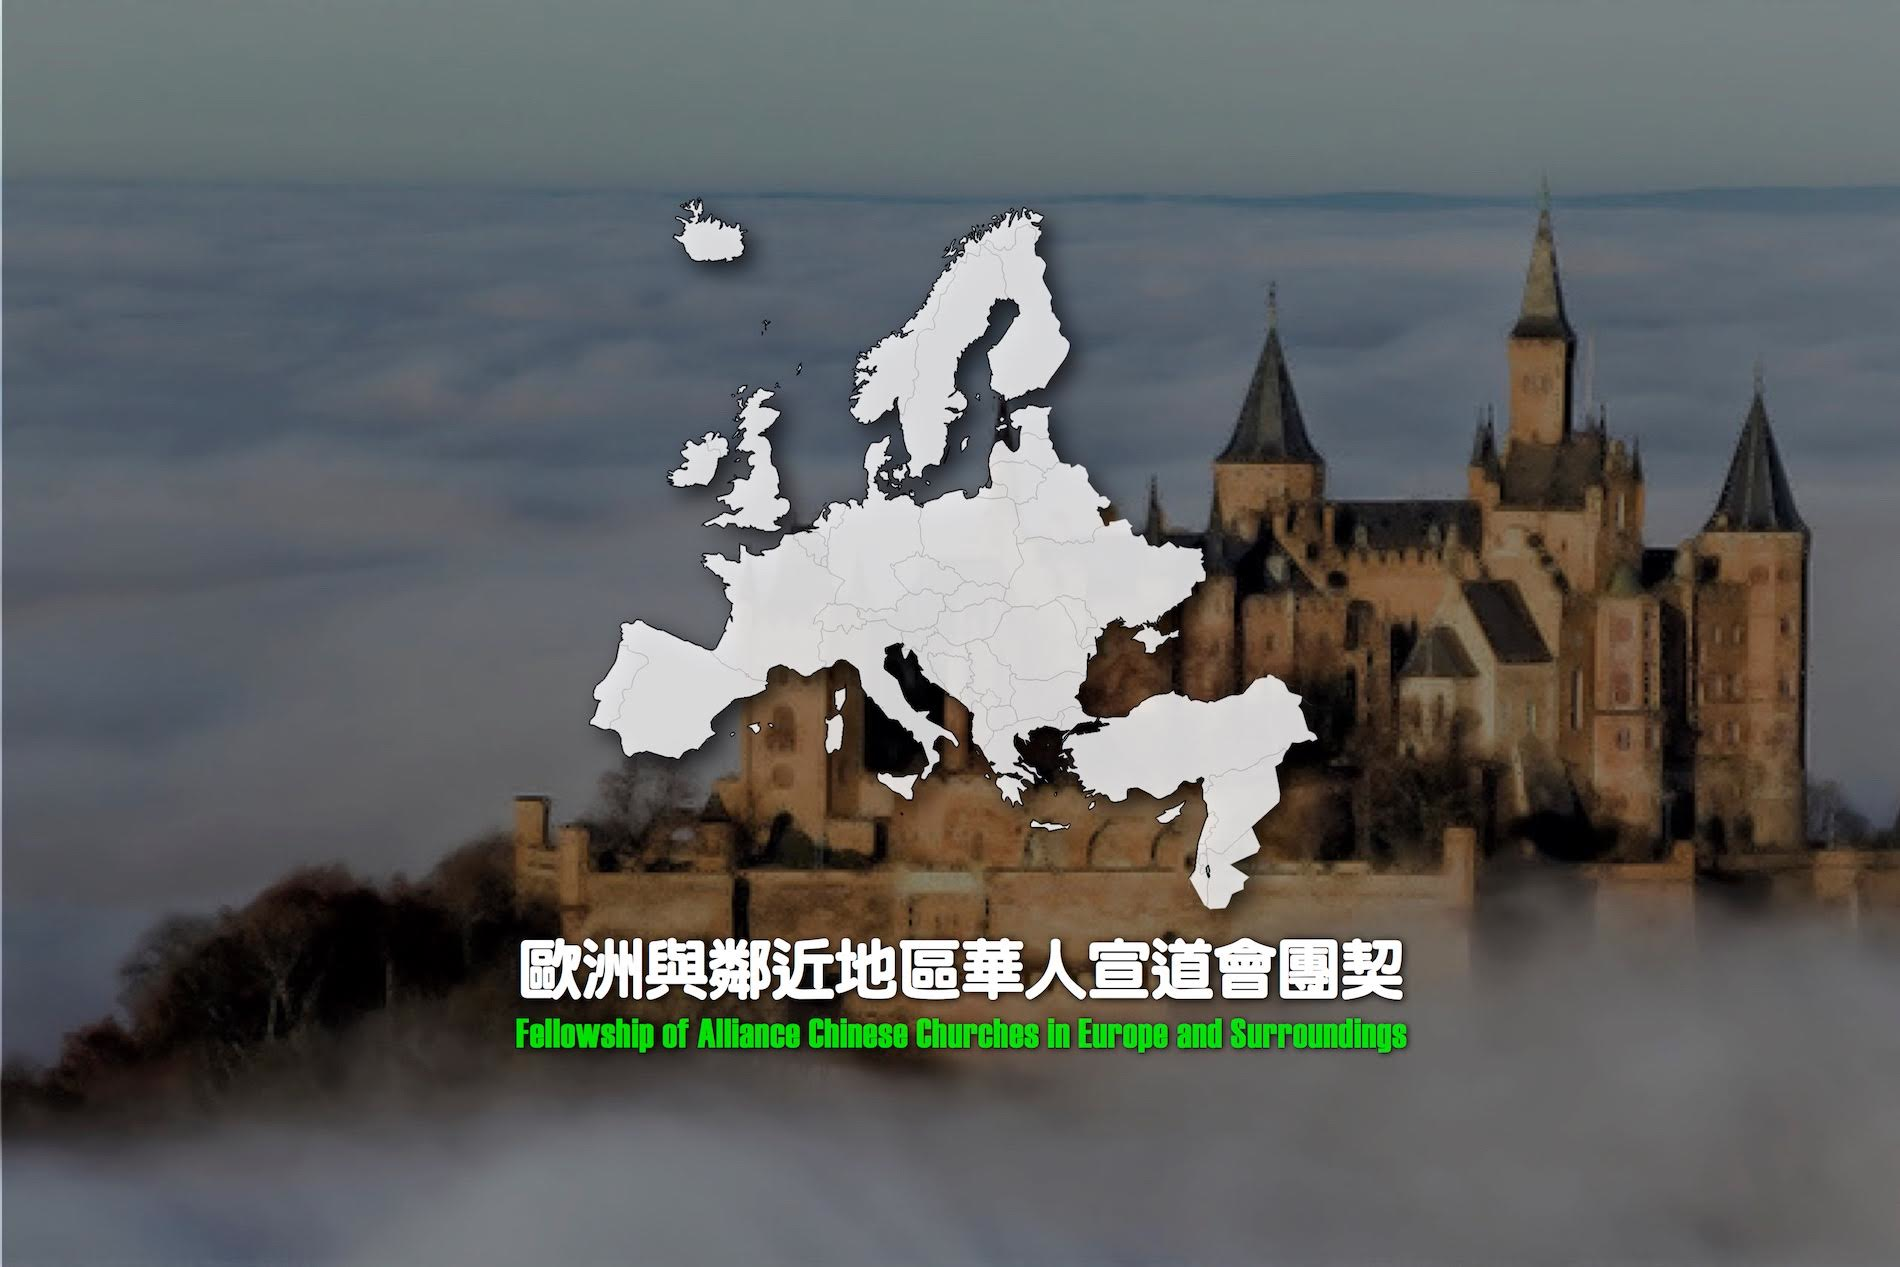 歐洲與鄰近地區華人宣道會團契
Fellowship of Alliance Chinese Churches in Europe and Surroundings